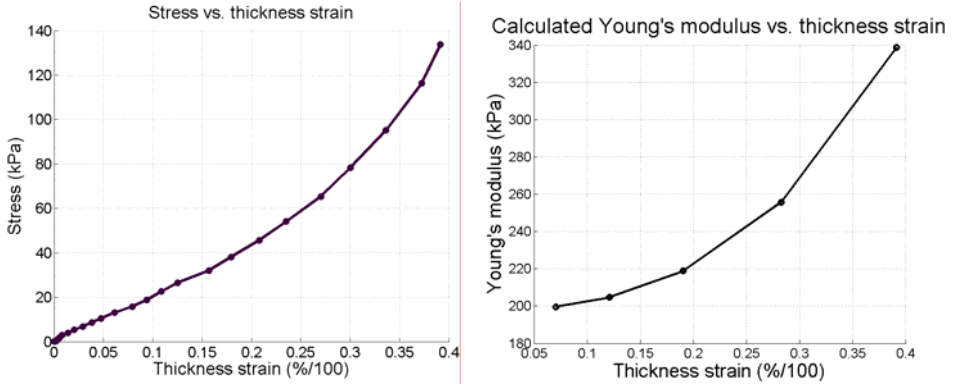 Stress vs. thickness strain
140
120
100
80
60
40
20
0
Stress (kPa)
0 0.05 0.1 0.15 0.2 0.25 0.3 0.35 0.4
Thickness strain (%/100)
Calculated Young's modulus vs. thickness strain
340
320
300
280
260
240
220
200
180
Young's modulus (kPa)
0.05 0.1 0.15 0.2 0.25 0.3 0.35 0.4
Thickness strain (%/100)